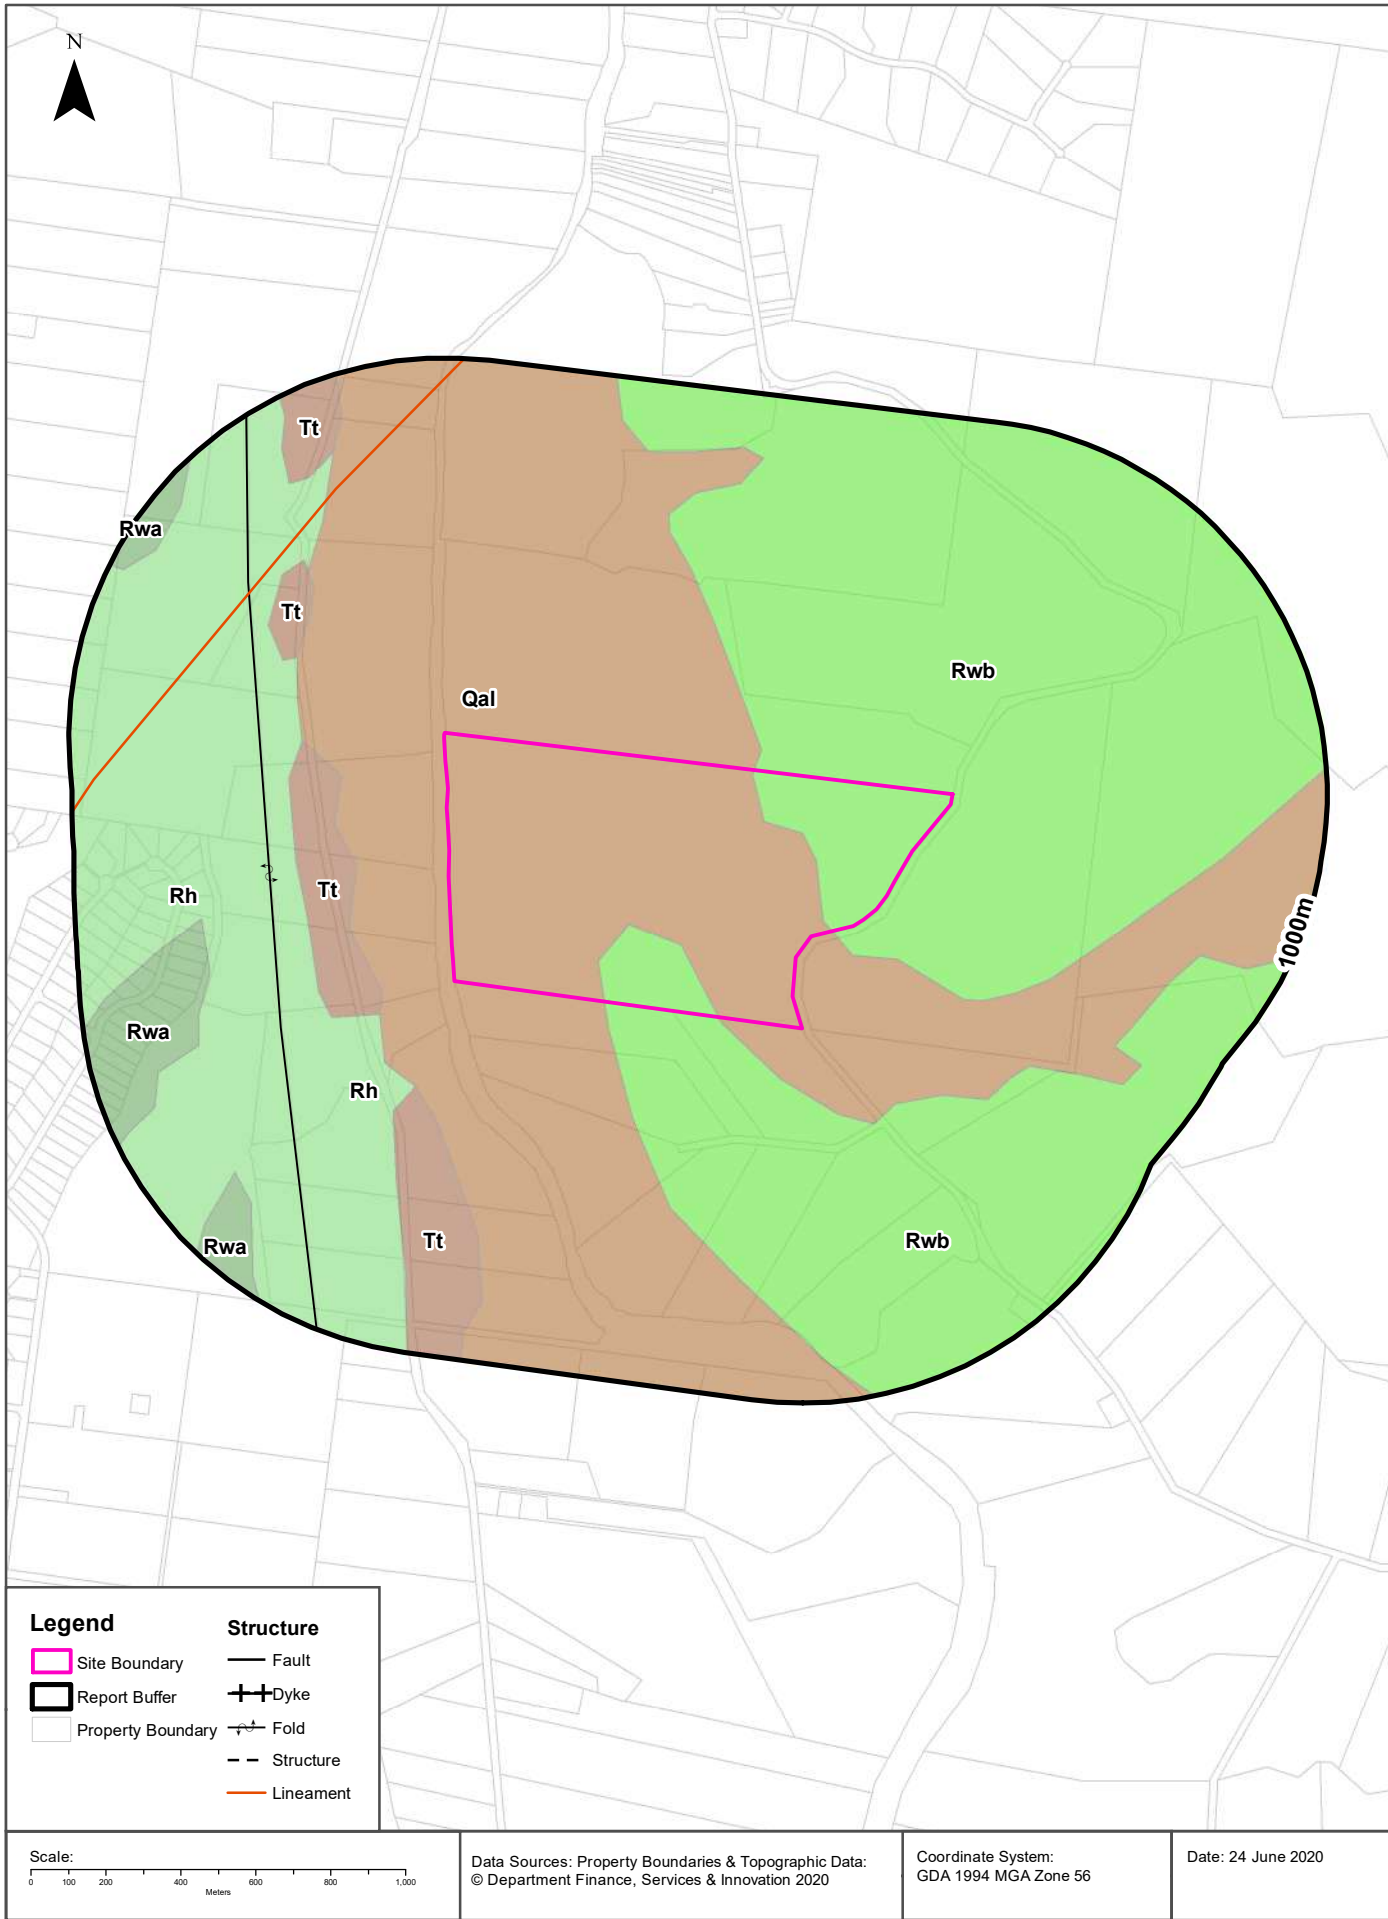 N
Tt
Rwa
Tt
Rwb
Qal
Tt
Rh
1000m
Rwa
Rh
Tt
Rwb
Rwa
Legend
Site Boundary
Report Buffer
Property Boundary
Structure
Fault
Dyke
Fold
Structure
Lineament
Scale:
0 100 200 400 600 800 1,000
Meters
Data Sources: Property Boundaries & Topographic Data:
© Department Finance, Services & Innovation 2020
Coordinate System:
GDA 1994 MGA Zone 56
Date: 24 June 2020